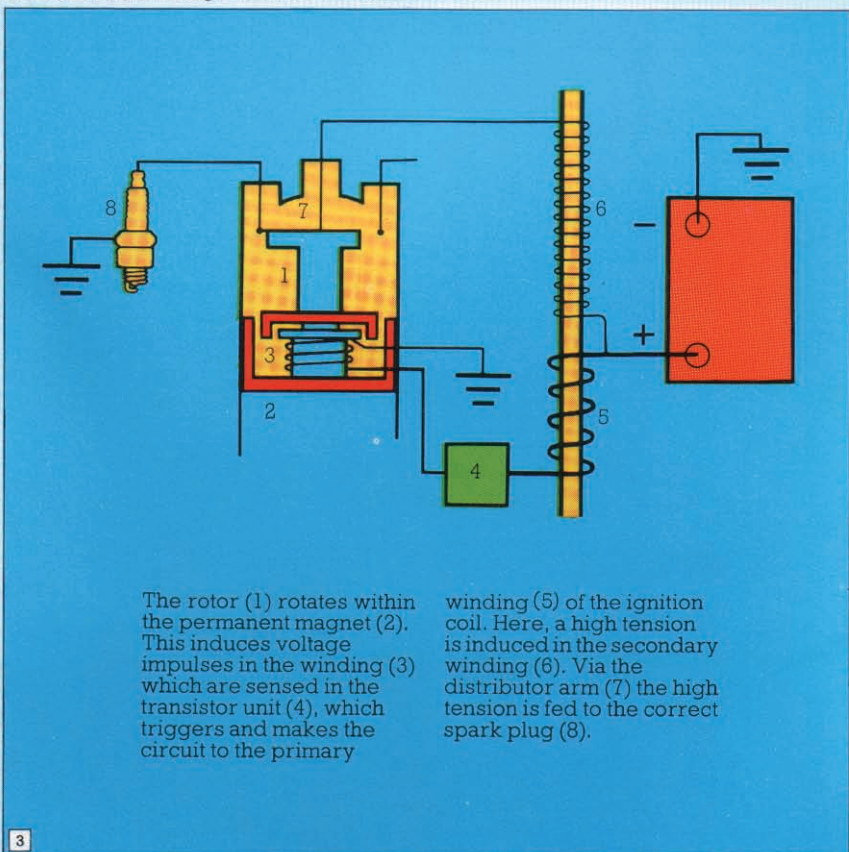 8
7
1
3
2
4
6
5
−
+
The rotor (1) rotates within
the permanent magnet (2).
This induces voltage
impulses in the winding (3)
which are sensed in the
transistor unit (4), which
triggers and makes the
circuit to the primary
winding (5) of the ignition
coil. Here, a high tension
is induced in the secondary
winding (6). Via the
distributor arm (7) the high
tension is fed to the correct
spark plug (8).
3